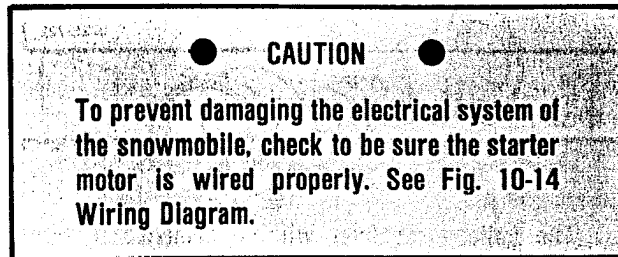 ● CAUTION ●
To prevent damaging the electrical system of
the snowmobile, check to be sure the starter
motor is wired properly. See Fig. 10-14
Wiring Diagram.